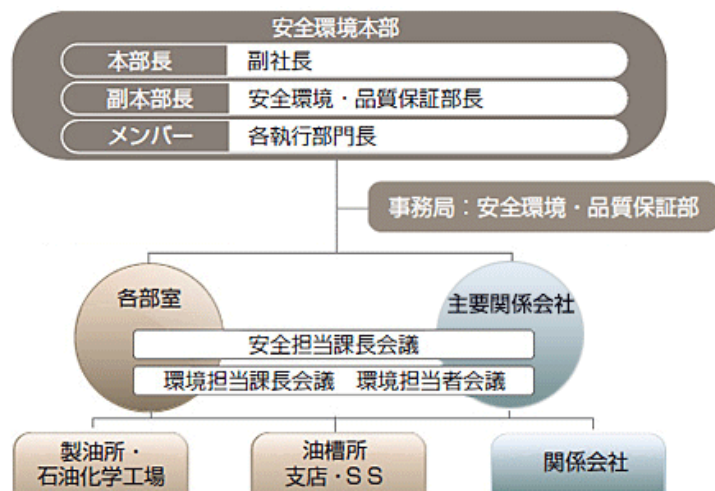 安全環境本部
本部長 副社長
副本部長 安全環境・品質保証部長
メンバー 各執行部門長
事務局：安全環境・品質保証部
各部室
主要関係会社
安全担当課長会議
環境担当課長会議 環境担当者会議
製油所・
石油化学工場
油槽所
支店・SS
関係会社